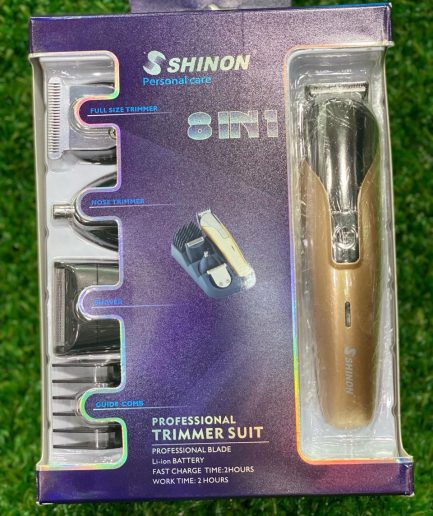 SHINON
Personal care
FULL SIZE TRIMMER
8 IN 1
NOSE TRIMMER
SHAVER
GUIDE COMB
SHINON
PROFESSIONAL
TRIMMER SUIT
PROFESSIONAL BLADE
Li-ion BATTERY
FAST CHARGE TIME:2HOURS
WORK TIME: 2 HOURS